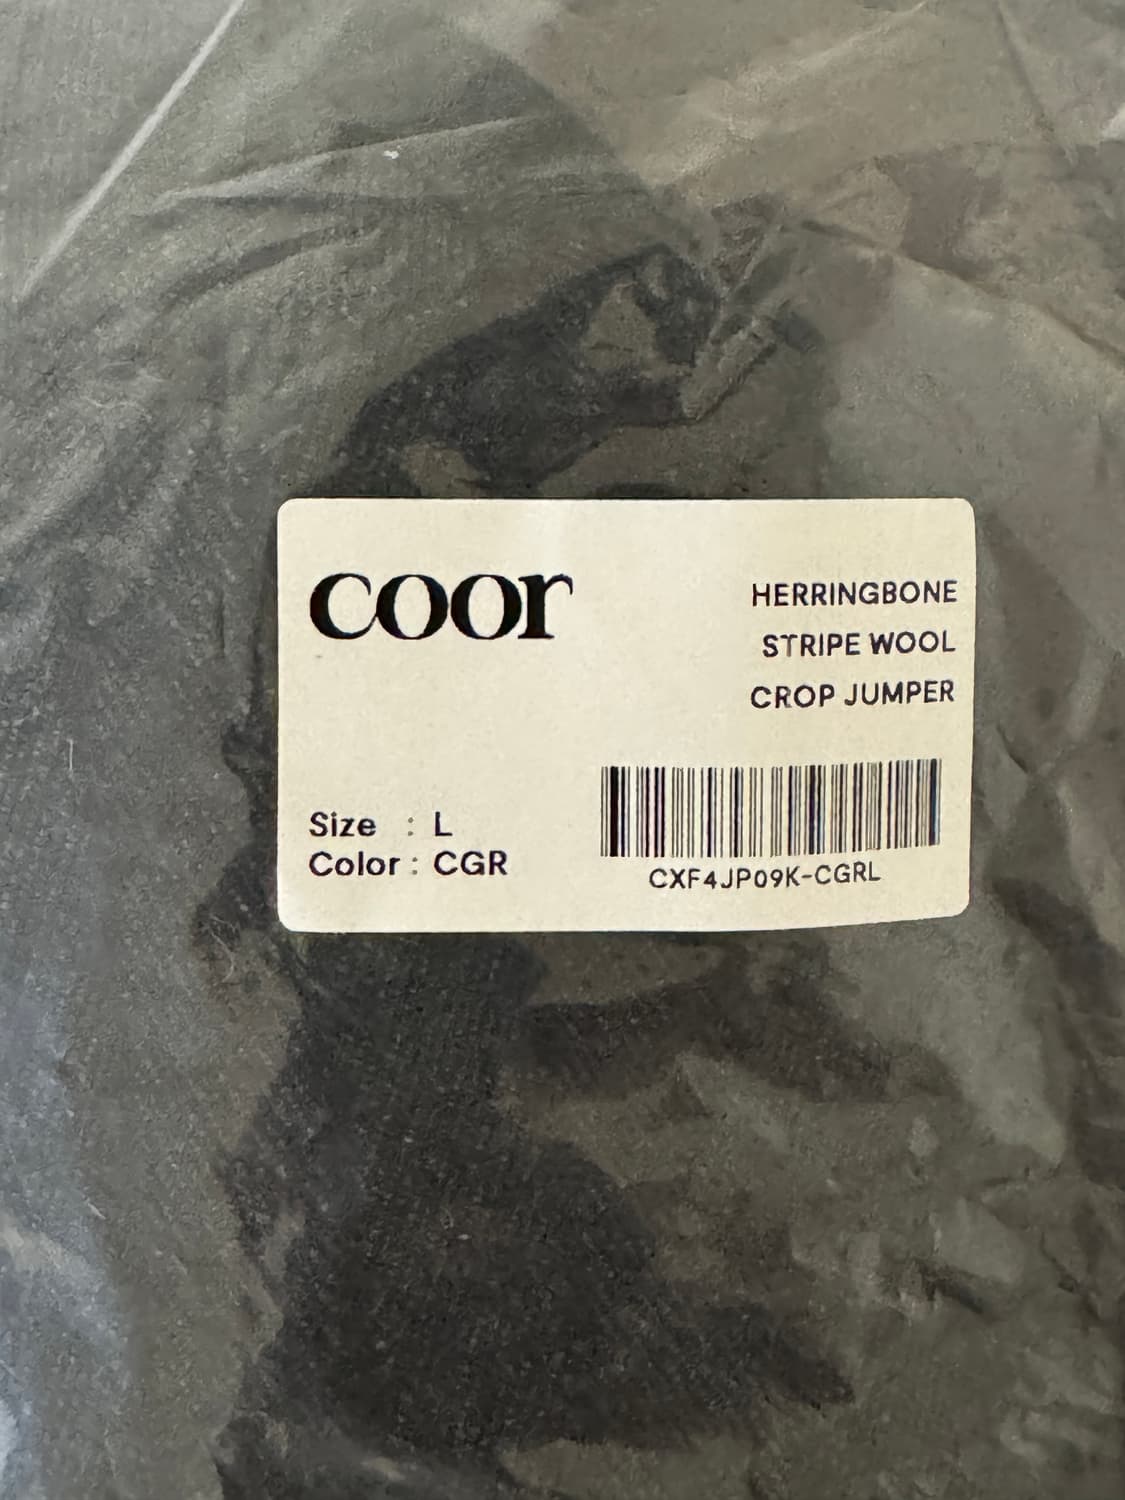 coor
HERRINGBONE
STRIPE WOOL
CROP JUMPER
Size : L
Color : CGR
CXF4JP09K-CGRL